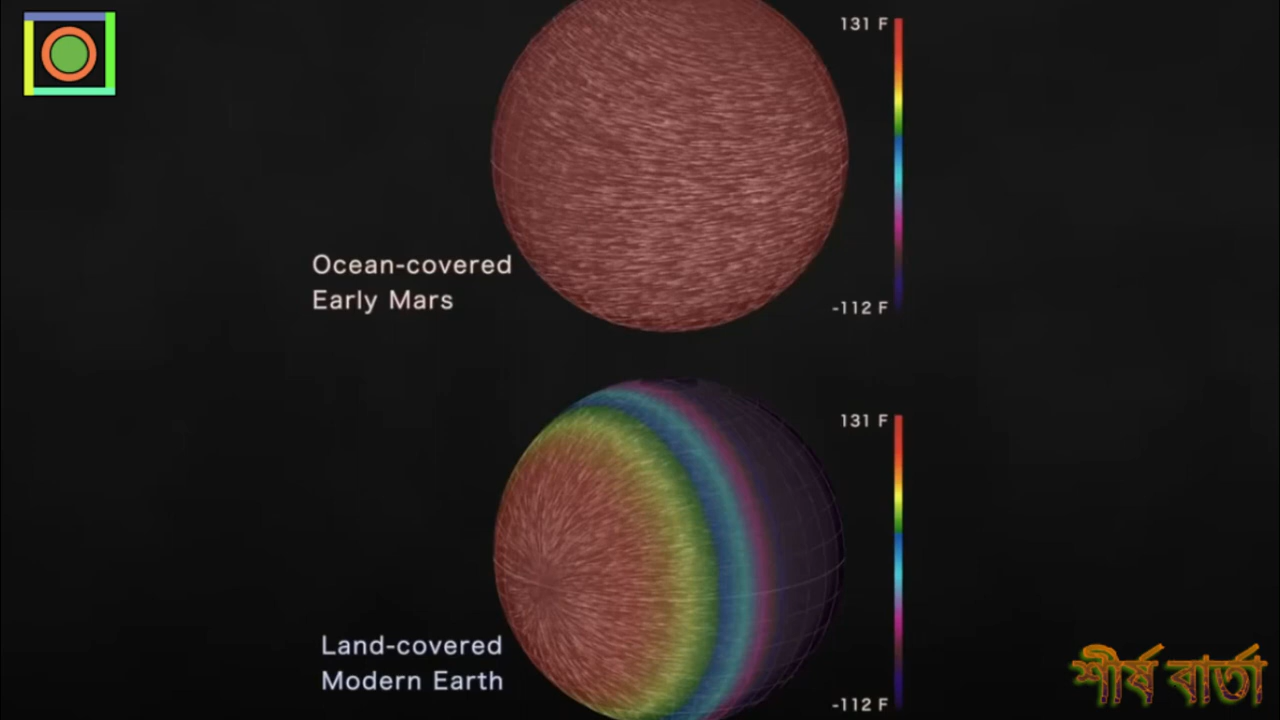 131 F
Ocean-covered
Early Mars
-112 F
131 F
Land-covered
Modern Earth
-112 F
শীর্ষ বার্তা